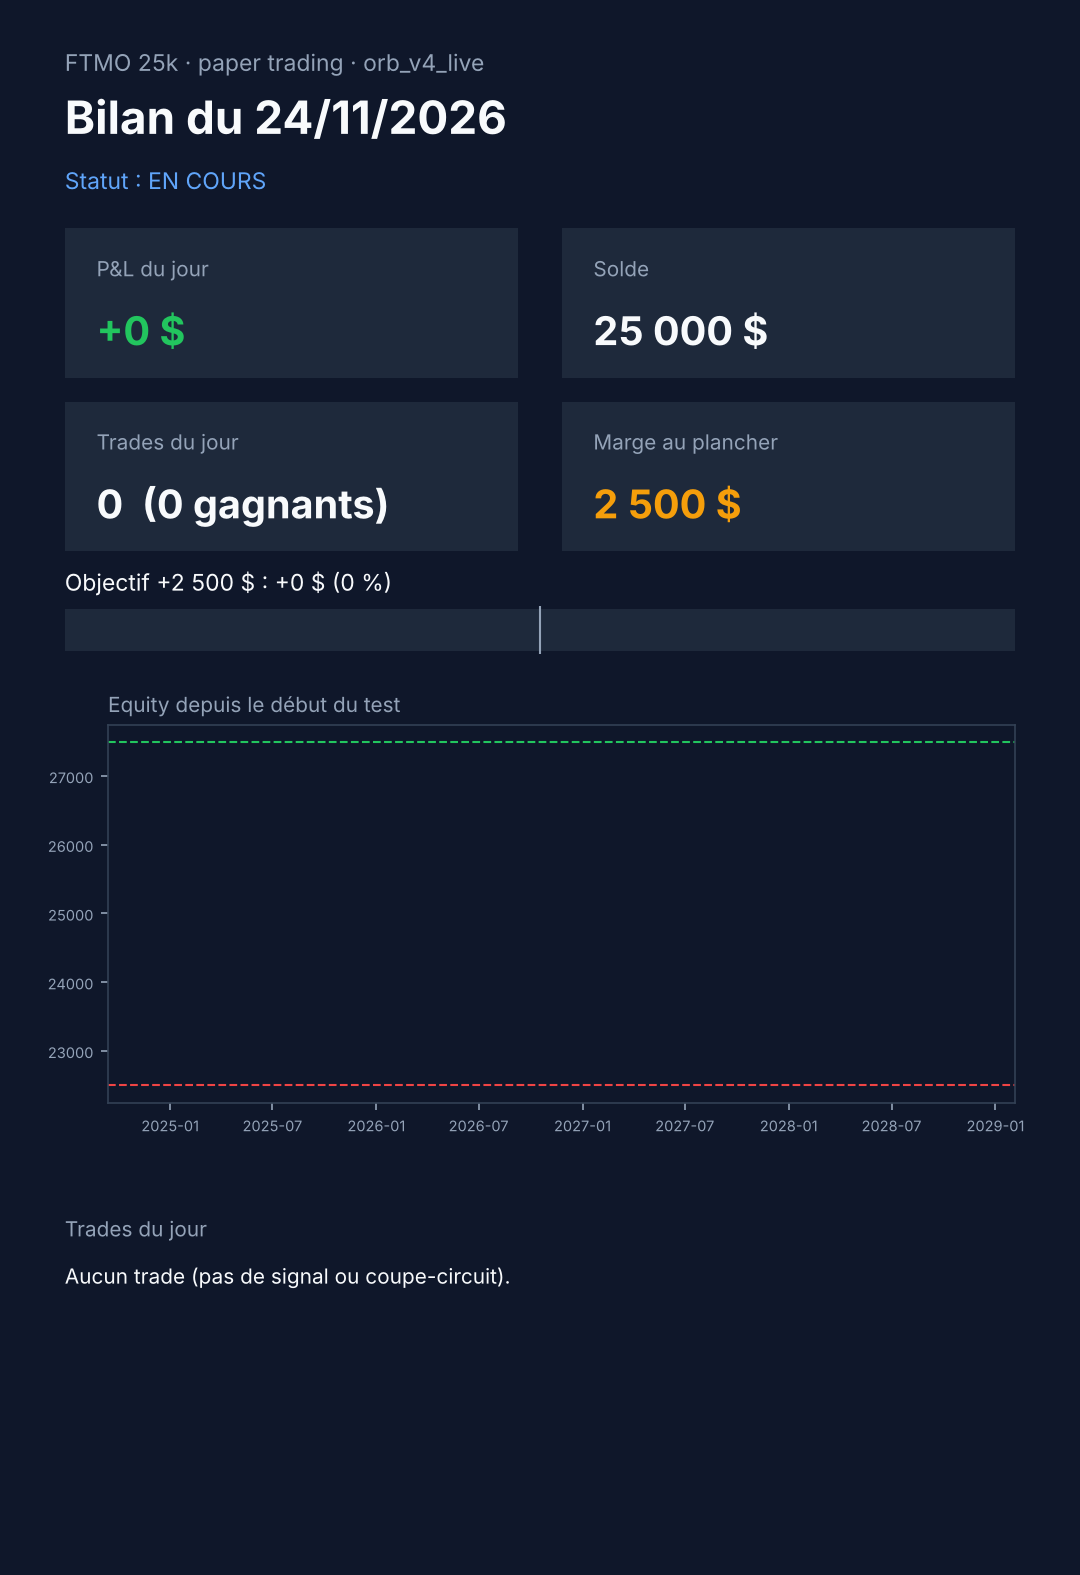 FTMO 25k · paper trading · orb_v4_live
Bilan du 24/11/2026
Statut : EN COURS
P&L du jour
+0 $
Solde
25 000 $
Trades du jour
0 (0 gagnants)
Marge au plancher
2 500 $
Objectif +2 500 $ : +0 $ (0 %)
Equity depuis le début du test
27000
26000
25000
24000
23000
2025-01 2025-07 2026-01 2026-07 2027-01 2027-07 2028-01 2028-07 2029-01
Trades du jour
Aucun trade (pas de signal ou coupe-circuit).